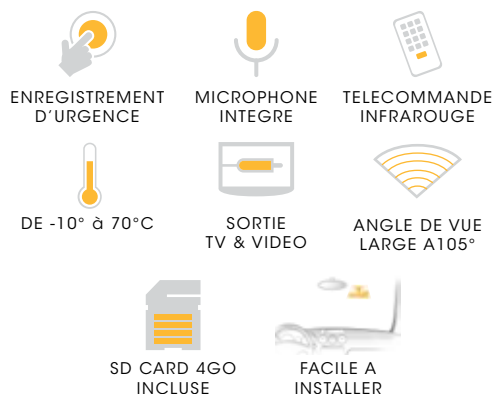 ENREGISTREMENT
D'URGENCE
MICROPHONE
INTEGRE
TELECOMMANDE
INFRAROUGE
DE -10° à 70°C
SORTIE
TV & VIDEO
ANGLE DE VUE
LARGE A105°
SD CARD 4GO
INCLUSE
FACILE A
INSTALLER